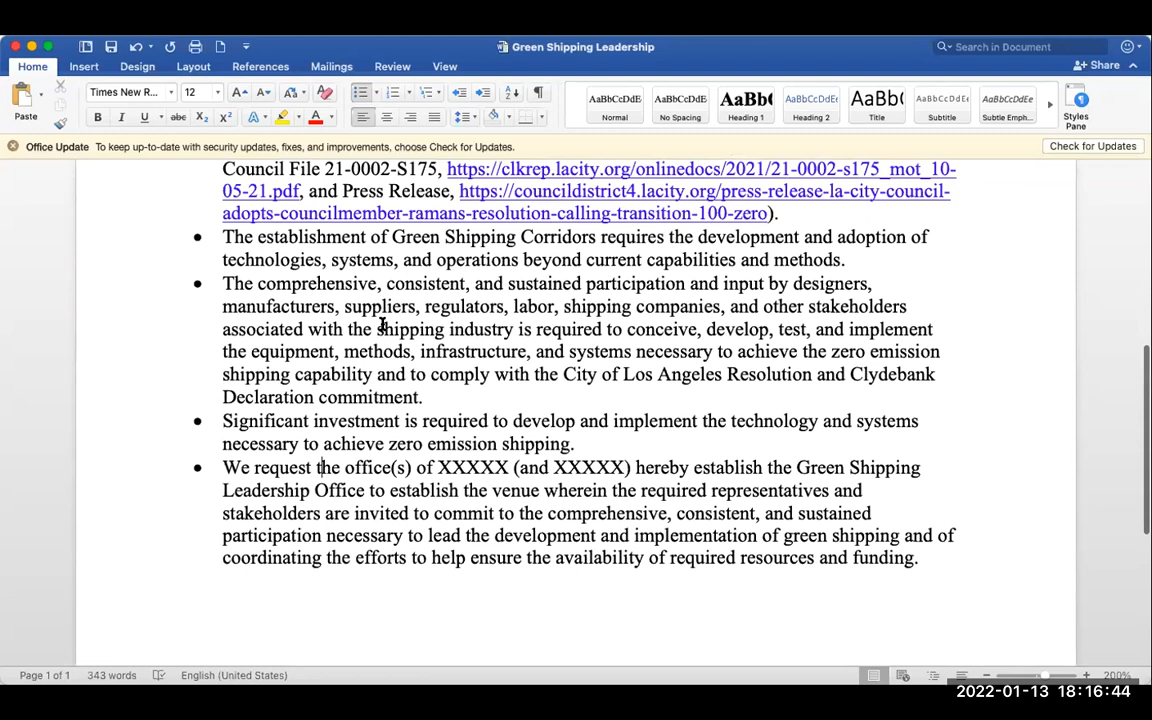 Green Shipping Leadership
Search in Document
Home Insert Design Layout References Mailings Review View
Share
Paste
Times New R... 12
AaBbCcDdE AaBbCcDdE AaBb( AaBbCcDdE AaBb( AaBbCcDdE AaBbCcDdEe
Normal No Spacing Heading 1 Heading 2 Title Subtitle Subtle Emph...
Styles
Pane
Office Update To keep up-to-date with security updates, fixes, and improvements, choose Check for Updates.
Check for Updates
Council File 21-0002-S175, https://clkrep.lacity.org/onlinedocs/2021/21-0002-s175_mot_10-
05-21.pdf, and Press Release, https://councildistrict4.lacity.org/press-release-la-city-council-
adopts-councilmember-ramans-resolution-calling-transition-100-zero).
• The establishment of Green Shipping Corridors requires the development and adoption of
technologies, systems, and operations beyond current capabilities and methods.
• The comprehensive, consistent, and sustained participation and input by designers,
manufacturers, suppliers, regulators, labor, shipping companies, and other stakeholders
associated with the shipping industry is required to conceive, develop, test, and implement
the equipment, methods, infrastructure, and systems necessary to achieve the zero emission
shipping capability and to comply with the City of Los Angeles Resolution and Clydebank
Declaration commitment.
• Significant investment is required to develop and implement the technology and systems
necessary to achieve zero emission shipping.
• We request the office(s) of XXXXX (and XXXXX) hereby establish the Green Shipping
Leadership Office to establish the venue wherein the required representatives and
stakeholders are invited to commit to the comprehensive, consistent, and sustained
participation necessary to lead the development and implementation of green shipping and of
coordinating the efforts to help ensure the availability of required resources and funding.
Page 1 of 1 343 words English (United States) 200%
2022-01-13 18:16:44